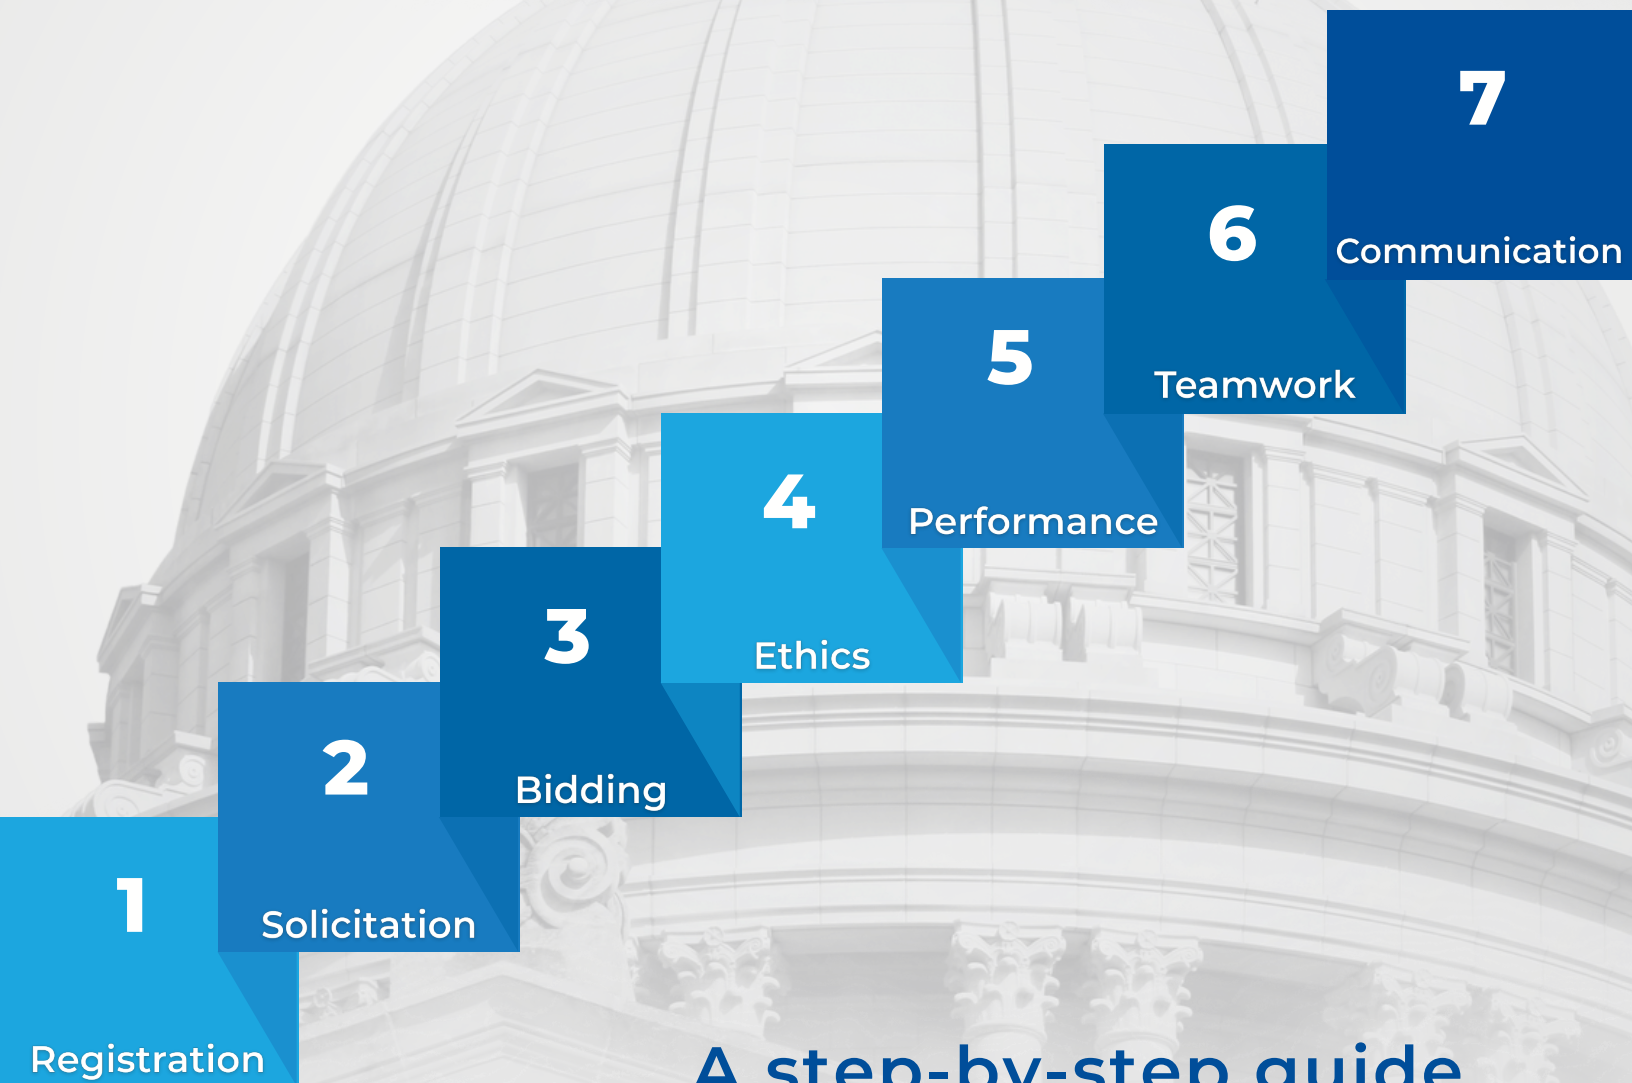 1
Registration
2
Solicitation
3
Bidding
4
Ethics
5
Performance
6
Teamwork
7
Communication
A step-by-step guide